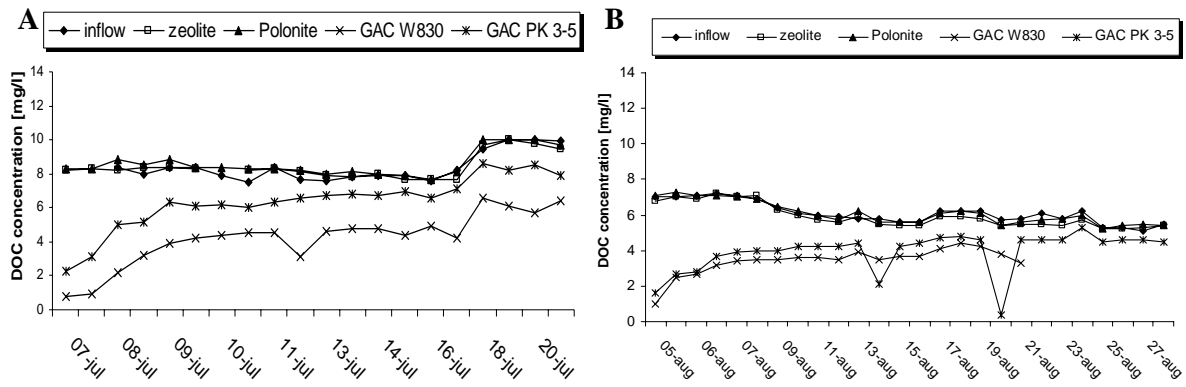 A
inflow zeolite Polonite GAC W830 GAC PK 3-5
DOC concentration [mg/l]
14
12
10
8
6
4
2
0
07-jul 08-jul 09-jul 10-jul 11-jul 13-jul 14-jul 16-jul 18-jul 20-jul
B
inflow zeolite Polonite GAC W830 GAC PK 3-5
DOC concentration [mg/l]
14
12
10
8
6
4
2
0
05-aug 06-aug 07-aug 09-aug 11-aug 13-aug 15-aug 17-aug 19-aug 21-aug 23-aug 25-aug 27-aug